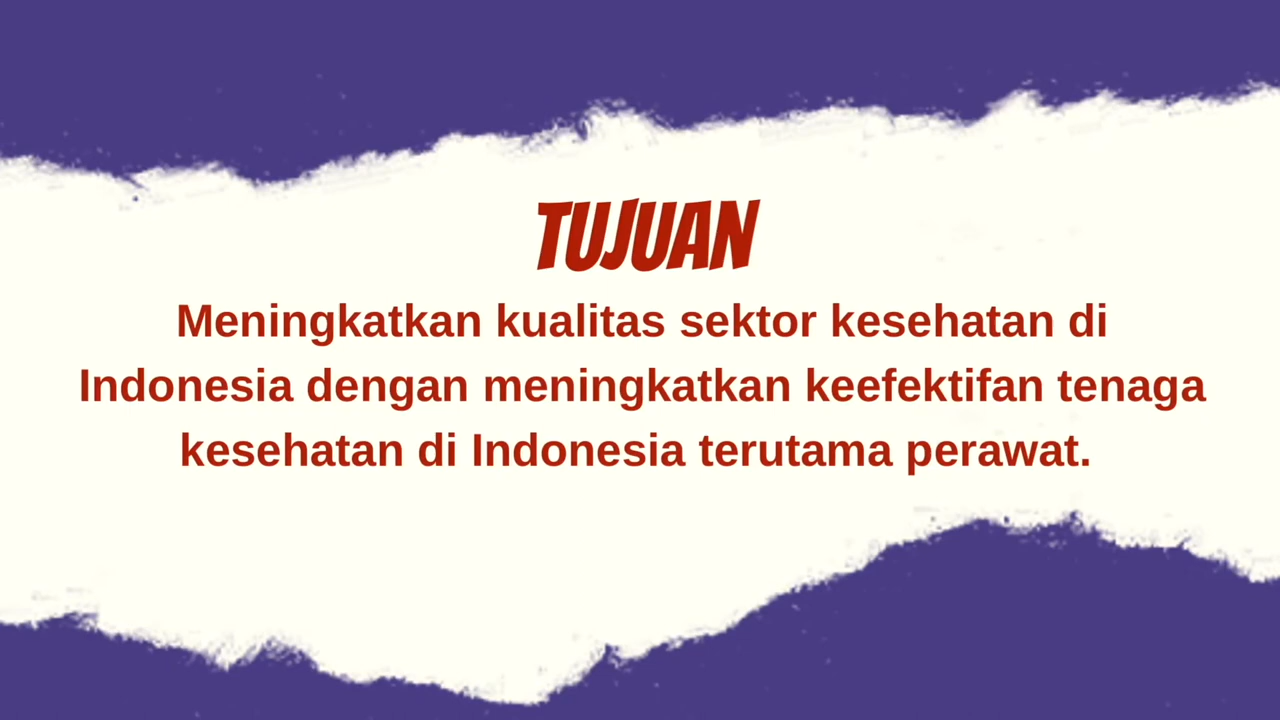 TUJUAN
Meningkatkan kualitas sektor kesehatan di
Indonesia dengan meningkatkan keefektifan tenaga
kesehatan di Indonesia terutama perawat.